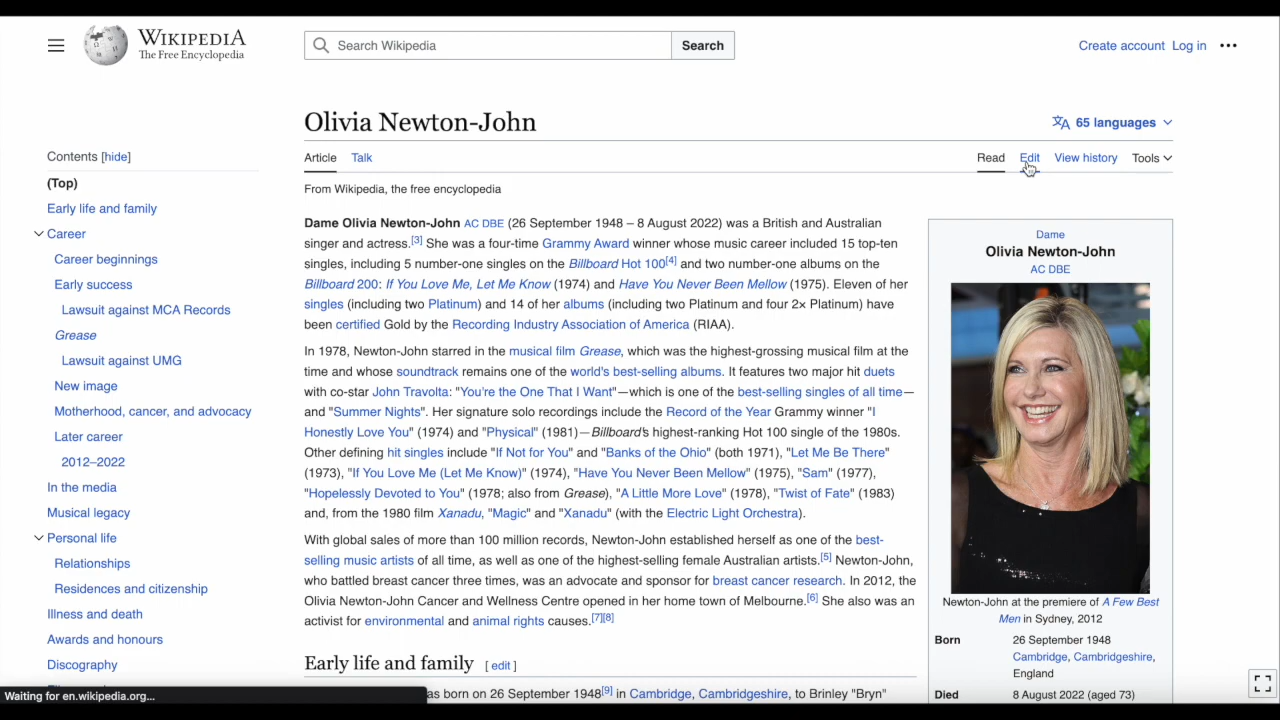 WIKIPEDIA
The Free Encyclopedia
Search Wikipedia
Search
Create account Log in
Olivia Newton-John
65 languages
Article Talk
Read Edit View history Tools
From Wikipedia, the free encyclopedia
Contents [hide]
(Top)
Early life and family
Career
Career beginnings
Early success
Lawsuit against MCA Records
Grease
Lawsuit against UMG
New image
Motherhood, cancer, and advocacy
Later career
2012–2022
In the media
Musical legacy
Personal life
Relationships
Residences and citizenship
Illness and death
Awards and honours
Discography
Dame Olivia Newton-John AC DBE (26 September 1948 – 8 August 2022) was a British and Australian
singer and actress.[3] She was a four-time Grammy Award winner whose music career included 15 top-ten
singles, including 5 number-one singles on the Billboard Hot 100[4] and two number-one albums on the
Billboard 200: If You Love Me, Let Me Know (1974) and Have You Never Been Mellow (1975). Eleven of her
singles (including two Platinum) and 14 of her albums (including two Platinum and four 2× Platinum) have
been certified Gold by the Recording Industry Association of America (RIAA).
In 1978, Newton-John starred in the musical film Grease, which was the highest-grossing musical film at the
time and whose soundtrack remains one of the world's best-selling albums. It features two major hit duets
with co-star John Travolta: "You're the One That I Want"—which is one of the best-selling singles of all time—
and "Summer Nights". Her signature solo recordings include the Record of the Year Grammy winner "I
Honestly Love You" (1974) and "Physical" (1981)—Billboard's highest-ranking Hot 100 single of the 1980s.
Other defining hit singles include "If Not for You" and "Banks of the Ohio" (both 1971), "Let Me Be There"
(1973), "If You Love Me (Let Me Know)" (1974), "Have You Never Been Mellow" (1975), "Sam" (1977),
"Hopelessly Devoted to You" (1978; also from Grease), "A Little More Love" (1978), "Twist of Fate" (1983)
and, from the 1980 film Xanadu, "Magic" and "Xanadu" (with the Electric Light Orchestra).
With global sales of more than 100 million records, Newton-John established herself as one of the best-
selling music artists of all time, as well as one of the highest-selling female Australian artists.[5] Newton-John,
who battled breast cancer three times, was an advocate and sponsor for breast cancer research. In 2012, the
Olivia Newton-John Cancer and Wellness Centre opened in her home town of Melbourne.[6] She also was an
activist for environmental and animal rights causes.[7][8]
Early life and family [ edit ]
as born on 26 September 1948[9] in Cambridge, Cambridgeshire, to Brinley "Bryn"
Dame
Olivia Newton-John
AC DBE
Newton-John at the premiere of A Few Best
Men in Sydney, 2012
Born 26 September 1948
Cambridge, Cambridgeshire,
England
Died 8 August 2022 (aged 73)
Waiting for en.wikipedia.org...